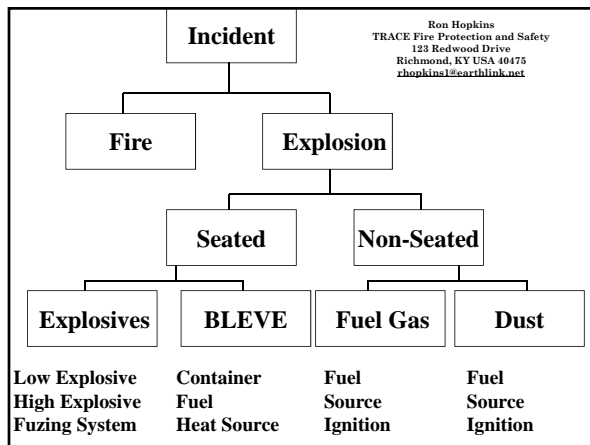 Incident
Ron Hopkins
TRACE Fire Protection and Safety
123 Redwood Drive
Richmond, KY USA 40475
rhopkins1@earthlink.net
Fire
Explosion
Seated
Non-Seated
Explosives
BLEVE
Fuel Gas
Dust
Low Explosive
High Explosive
Fuzing System
Container
Fuel
Heat Source
Fuel
Source
Ignition
Fuel
Source
Ignition